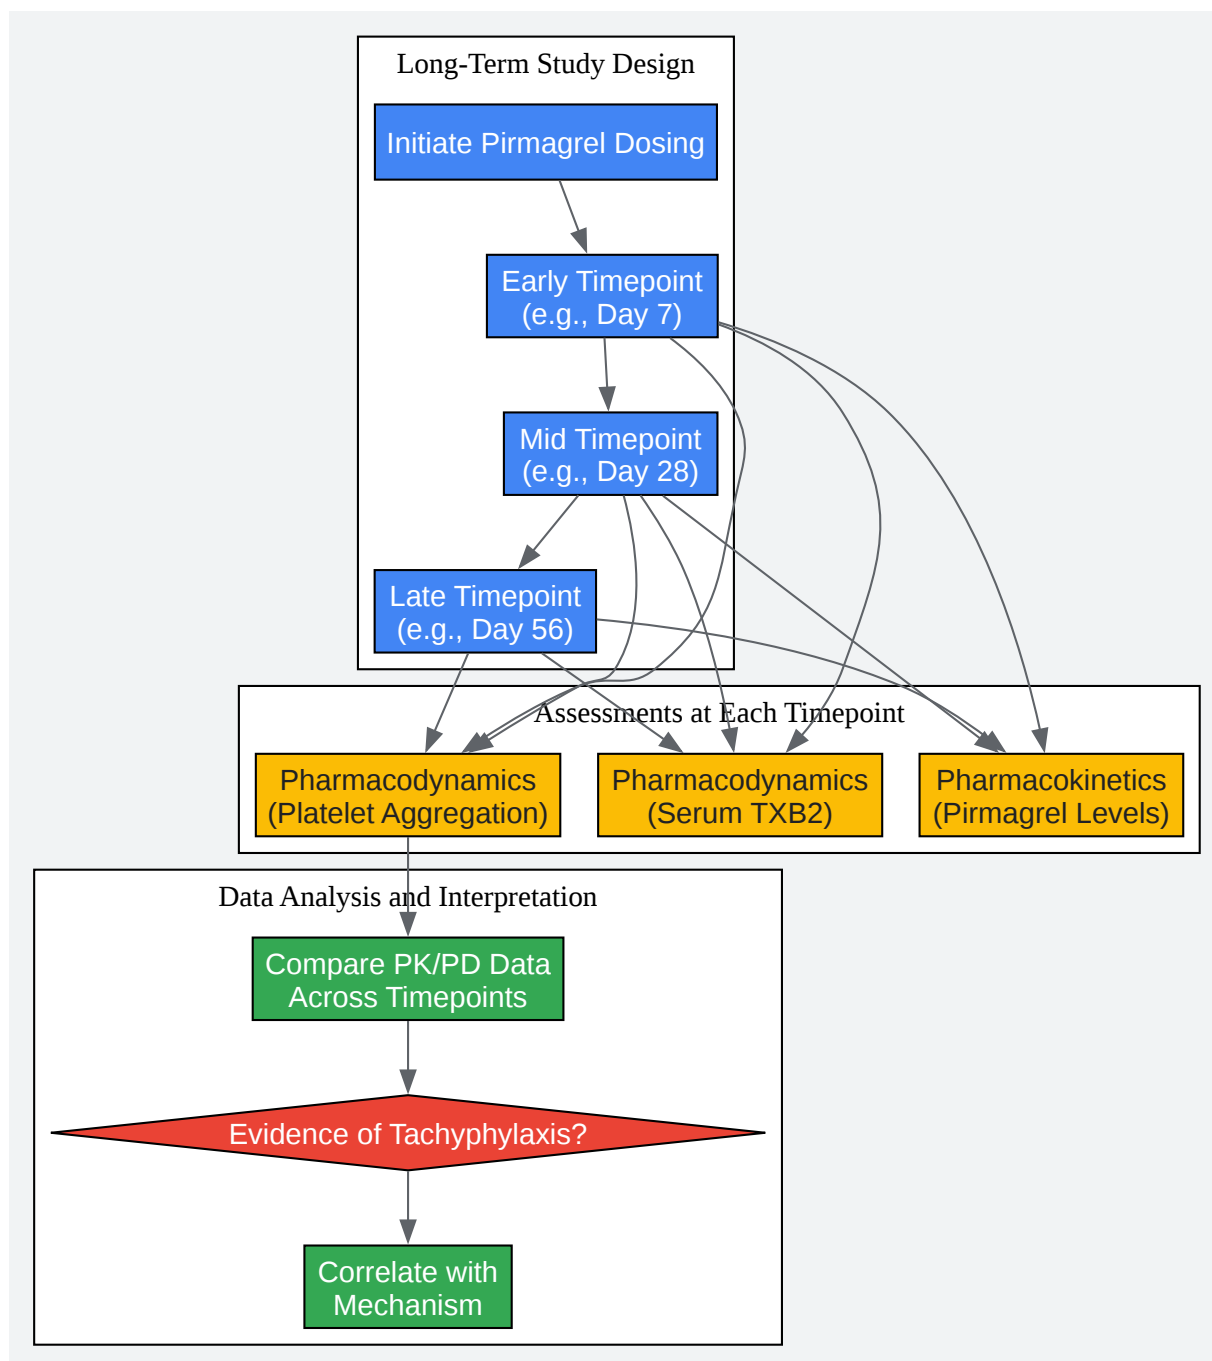 Long-Term Study Design
Initiate Pirmagrel Dosing
Early Timepoint
(e.g., Day 7)
Mid Timepoint
(e.g., Day 28)
Late Timepoint
(e.g., Day 56)
Assessments at Each Timepoint
Pharmacodynamics
(Platelet Aggregation)
Pharmacodynamics
(Serum TXB2)
Pharmacokinetics
(Pirmagrel Levels)
Data Analysis and Interpretation
Compare PK/PD Data
Across Timepoints
Evidence of Tachyphylaxis?
Correlate with
Mechanism